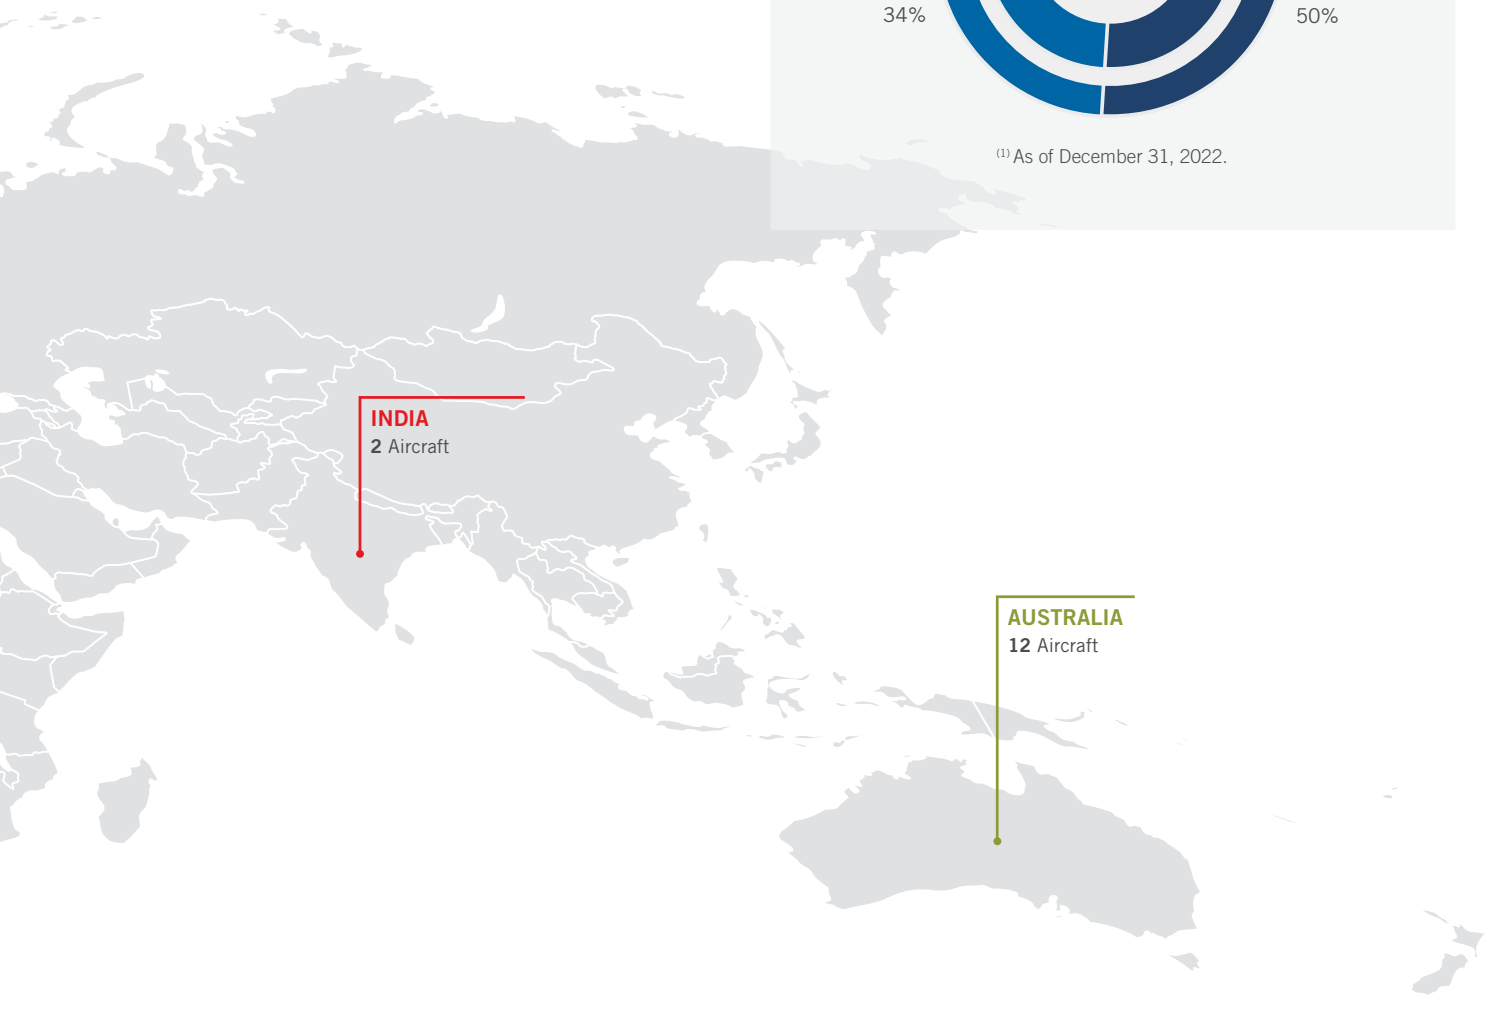 34%
50%
(1) As of December 31, 2022.
INDIA
2 Aircraft
AUSTRALIA
12 Aircraft